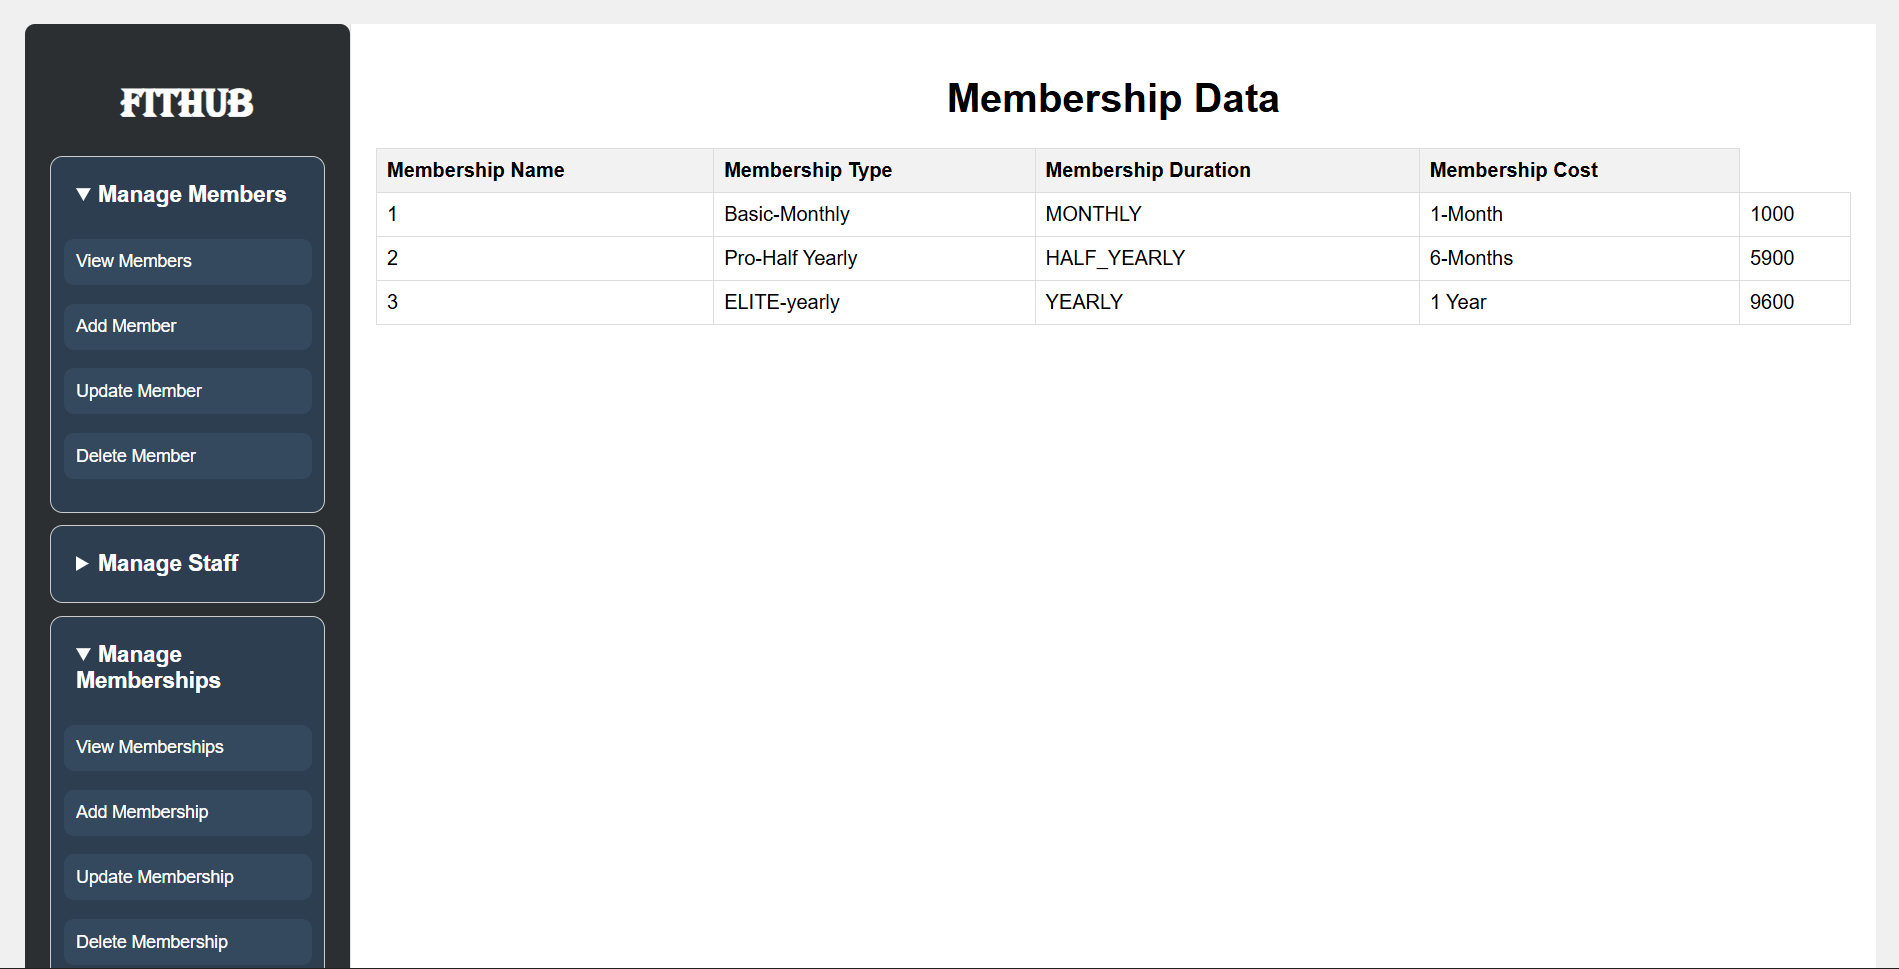 FITHUB
Manage Members
View Members
Add Member
Update Member
Delete Member
Manage Staff
Manage
Memberships
View Memberships
Add Membership
Update Membership
Delete Membership
Membership Data
Membership Name Membership Type Membership Duration Membership Cost
1 Basic-Monthly MONTHLY 1-Month 1000
2 Pro-Half Yearly HALF_YEARLY 6-Months 5900
3 ELITE-yearly YEARLY 1 Year 9600